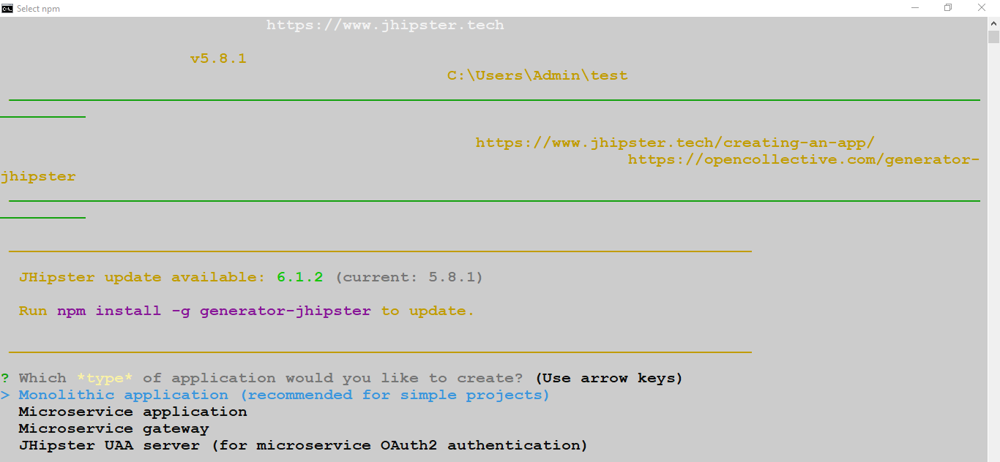 Select npm
https://www.jhipster.tech
v5.8.1
C:\Users\Admin\test
https://www.jhipster.tech/creating-an-app/
https://opencollective.com/generator-
jhipster
JHipster update available: 6.1.2 (current: 5.8.1)
Run npm install -g generator-jhipster to update.
? Which *type* of application would you like to create? (Use arrow keys)
> Monolithic application (recommended for simple projects)
Microservice application
Microservice gateway
JHipster UAA server (for microservice OAuth2 authentication)